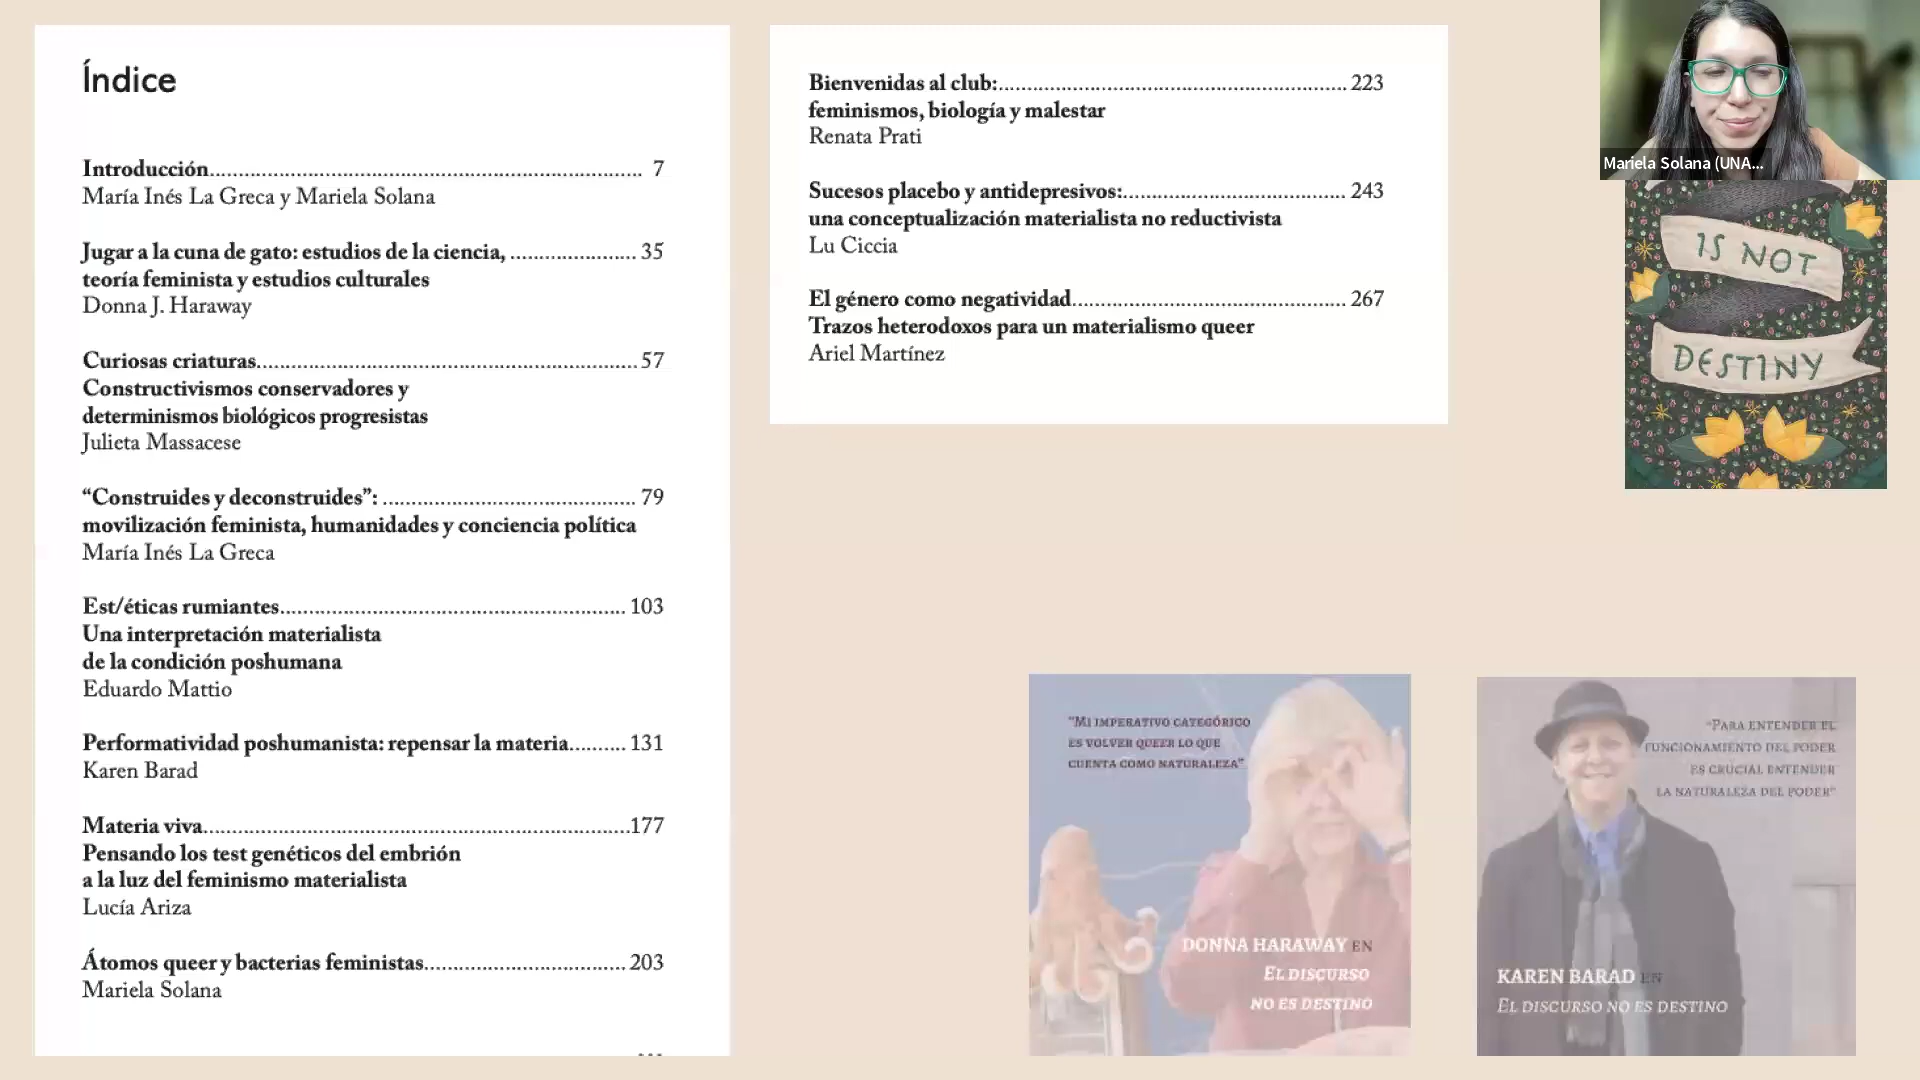 Índice
Introducción........................................................................ 7
María Inés La Greca y Mariela Solana
Jugar a la cuna de gato: estudios de la ciencia, ..................... 35
teoría feminista y estudios culturales
Donna J. Haraway
Curiosas criaturas................................................................ 57
Constructivismos conservadores y
determinismos biológicos progresistas
Julieta Massacese
“Construides y deconstruides”: .......................................... 79
movilización feminista, humanidades y conciencia política
María Inés La Greca
Est/éticas rumiantes.......................................................... 103
Una interpretación materialista
de la condición poshumana
Eduardo Mattio
Performatividad poshumanista: repensar la materia.......... 131
Karen Barad
Materia viva.......................................................................177
Pensando los test genéticos del embrión
a la luz del feminismo materialista
Lucía Ariza
Átomos queer y bacterias feministas.................................. 203
Mariela Solana
Bienvenidas al club:.......................................................... 223
feminismos, biología y malestar
Renata Prati
Sucesos placebo y antidepresivos:..................................... 243
una conceptualización materialista no reductivista
Lu Ciccia
El género como negatividad.............................................. 267
Trazos heterodoxos para un materialismo queer
Ariel Martínez
Mariela Solana (UNA...
IS NOT
DESTINY
“MI IMPERATIVO CATEGÓRICO
ES VOLVER QUEER LO QUE
CUENTA COMO NATURALEZA”
DONNA HARAWAY EN
EL DISCURSO
NO ES DESTINO
“PARA ENTENDER EL
FUNCIONAMIENTO DEL PODER
ES CRUCIAL ENTENDER
LA NATURALEZA DEL PODER”
KAREN BARAD EN
EL DISCURSO NO ES DESTINO